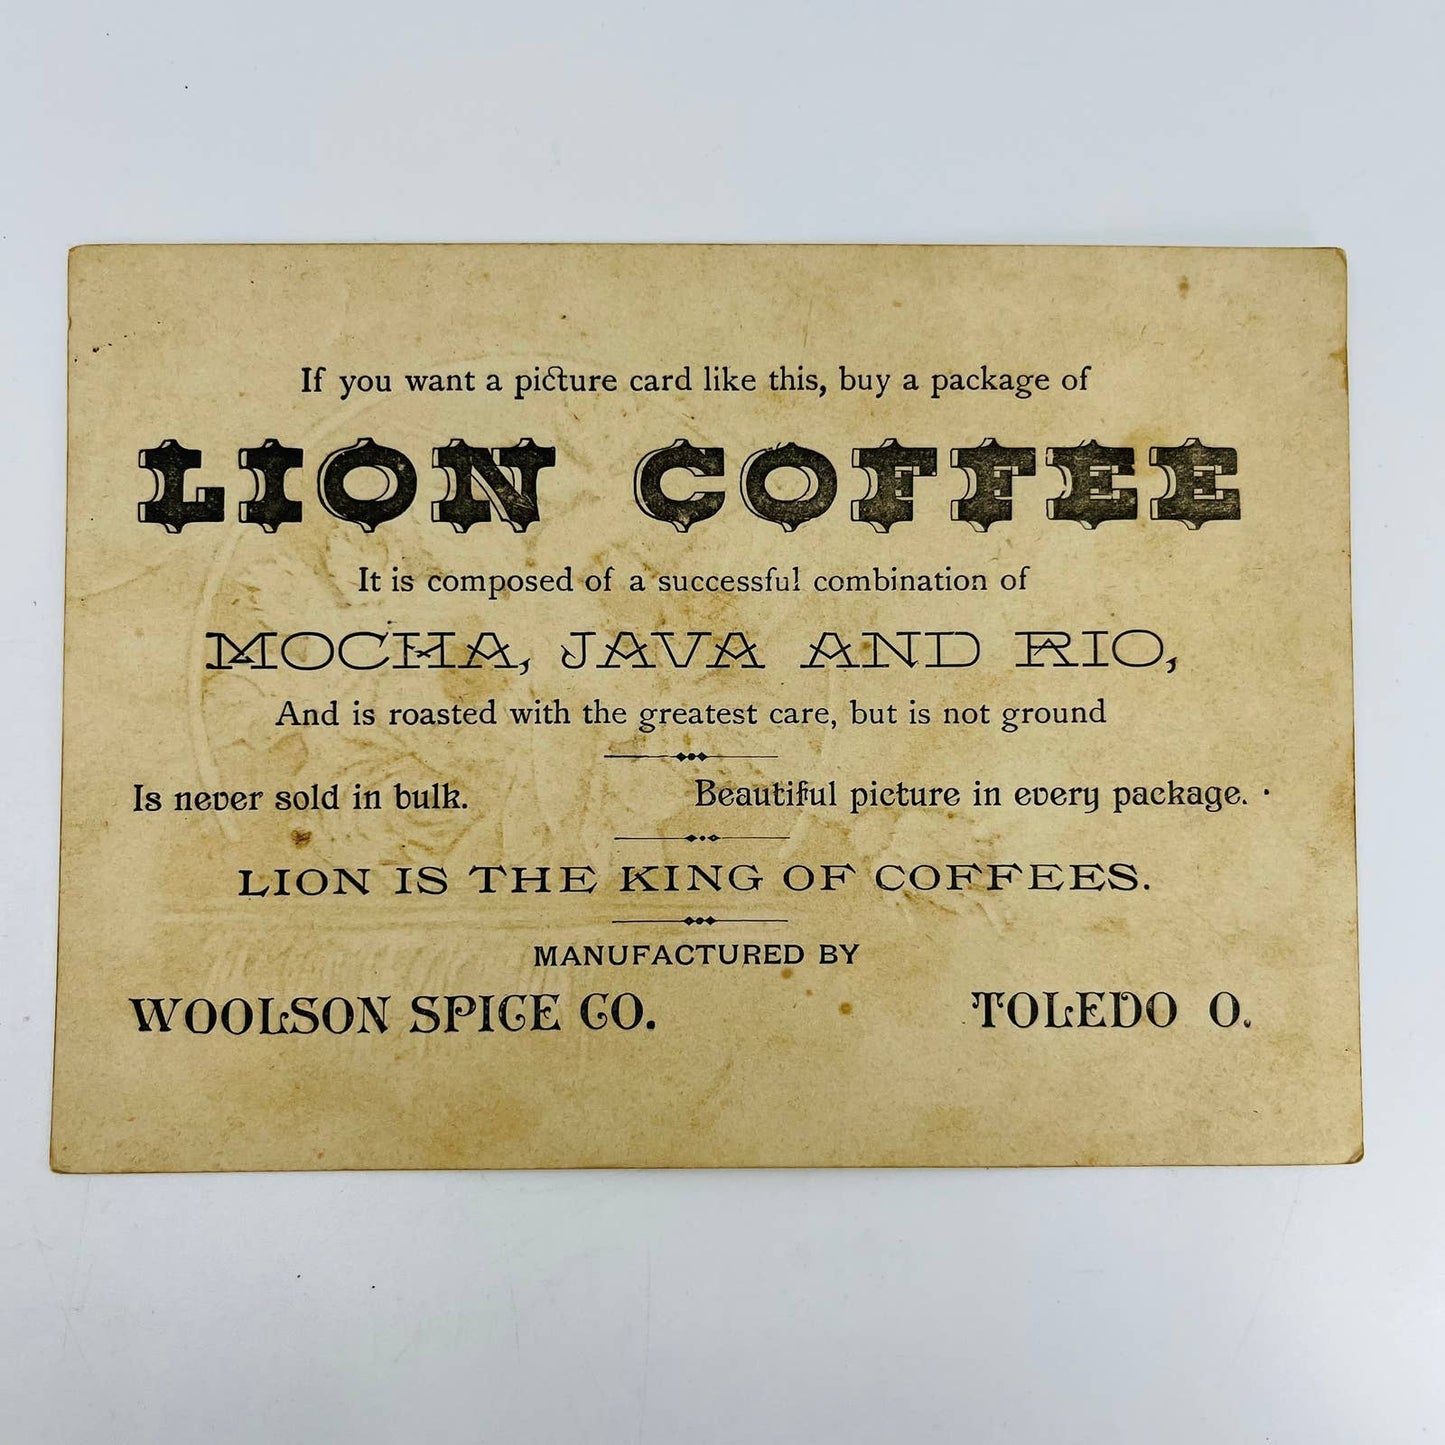 If you want a picture card like this, buy a package of
LION COFFEE
It is composed of a successful combination of
MOCHA, JAVA AND RIO,
And is roasted with the greatest care, but is not ground
Is never sold in bulk. Beautiful picture in every package.
LION IS THE KING OF COFFEES.
MANUFACTURED BY
WOOLSON SPICE CO. TOLEDO O.